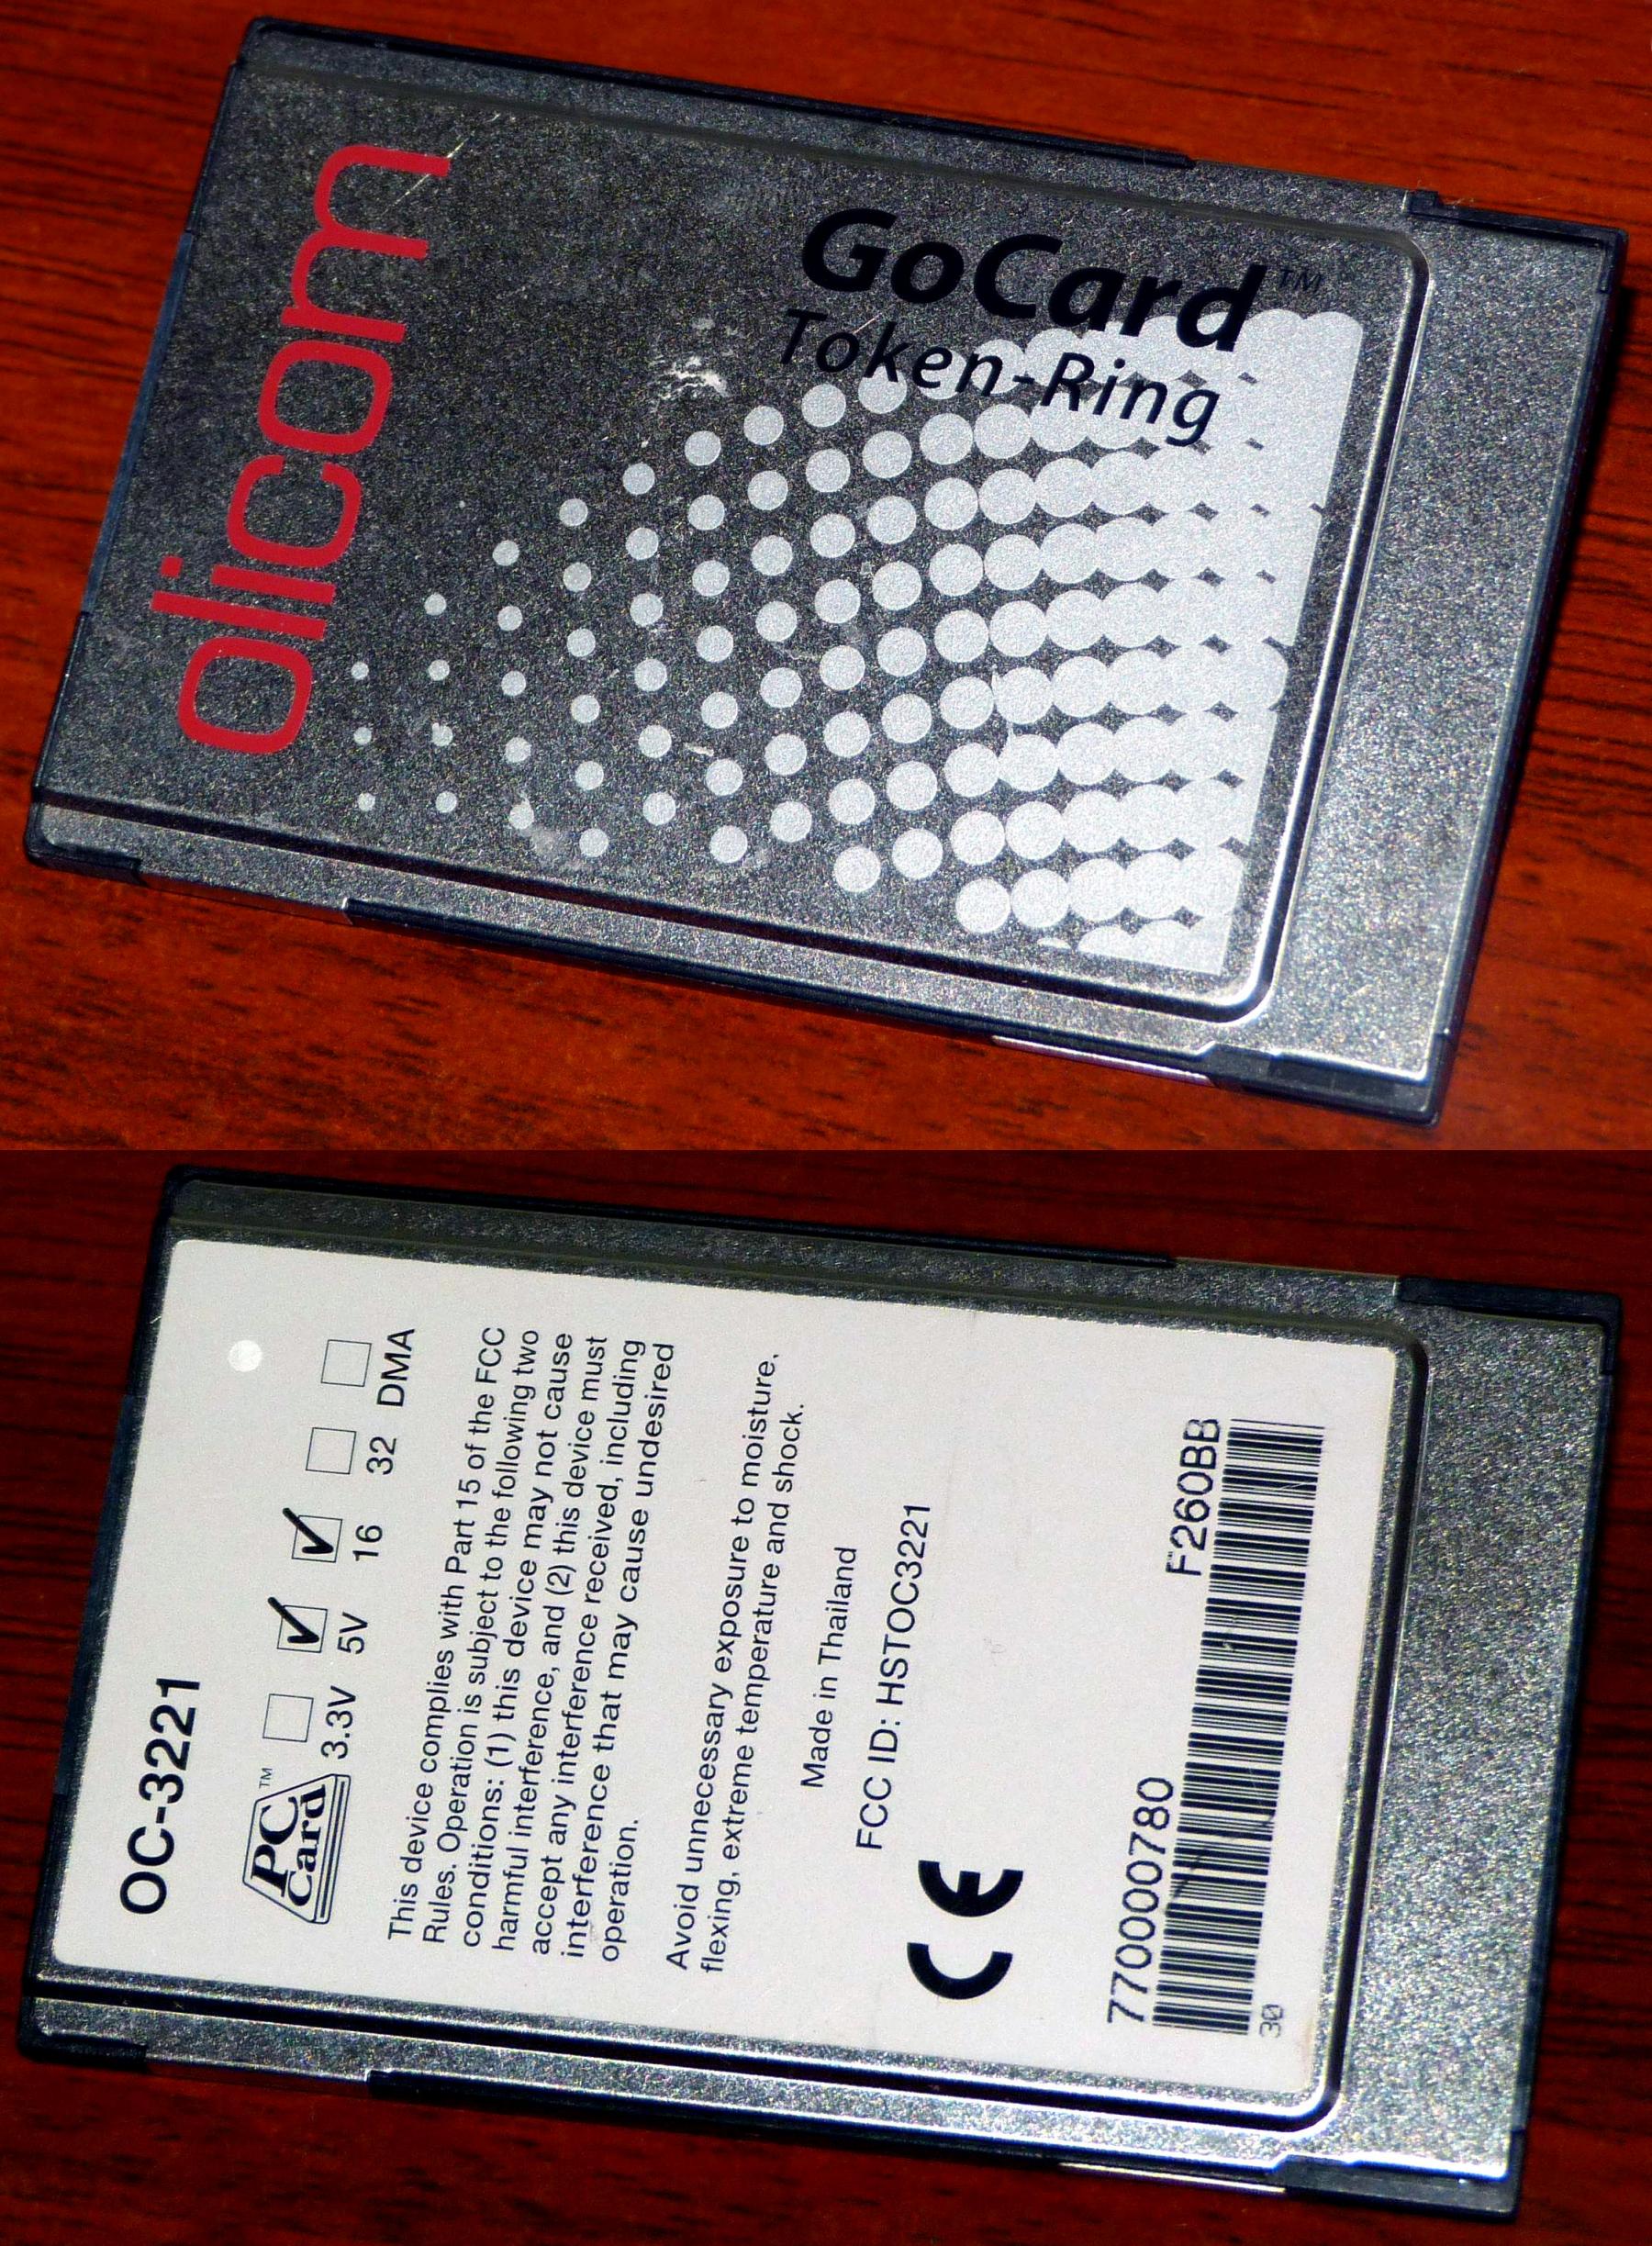 olicom
GoCard™
Token-Ring
OC-3221
PC Card™
3.3V 5V 16 32 DMA
This device complies with Part 15 of the FCC
Rules. Operation is subject to the following two
conditions: (1) this device may not cause
harmful interference, and (2) this device must
accept any interference received, including
interference that may cause undesired
operation.
Avoid unnecessary exposure to moisture,
flexing, extreme temperature and shock.
Made in Thailand
FCC ID: HSTOC3221
CE
770000780 F260BB
30